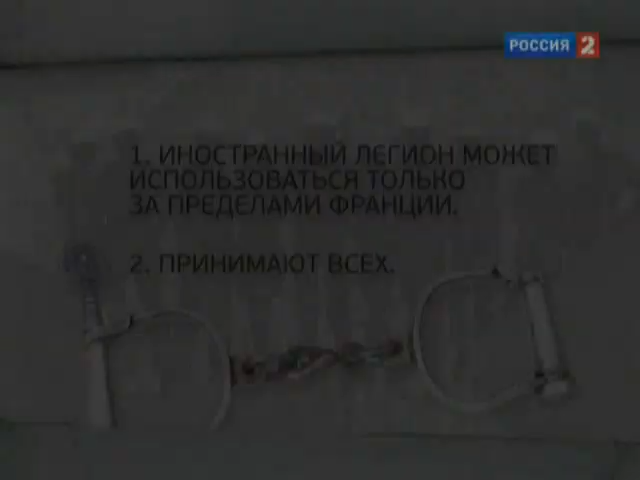 РОССИЯ 2
1. ИНОСТРАННЫЙ ЛЕГИОН МОЖЕТ
ИСПОЛЬЗОВАТЬСЯ ТОЛЬКО
ЗА ПРЕДЕЛАМИ ФРАНЦИИ.
2. ПРИНИМАЮТ ВСЕХ.